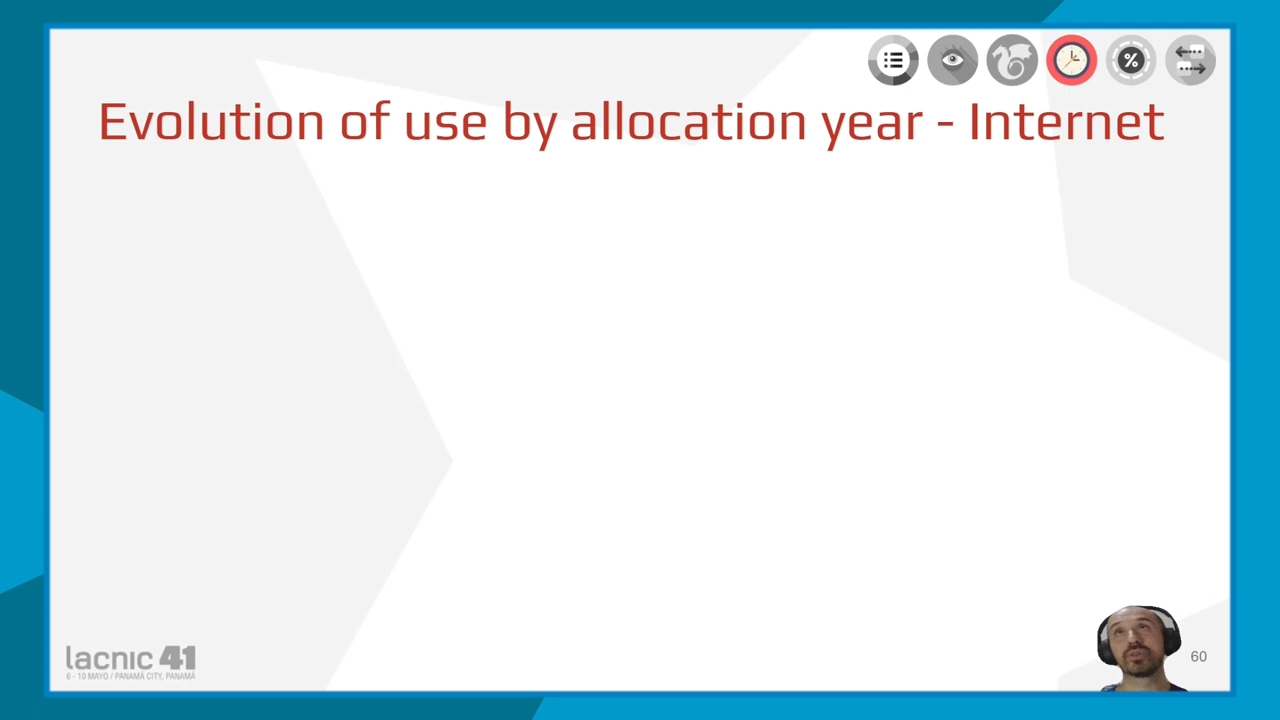 %
Evolution of use by allocation year - Internet
lacnic 41
6 - 10 MAYO / PANAMÁ CITY, PANAMÁ
60